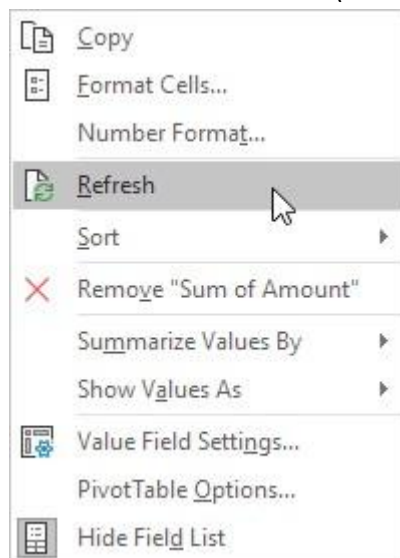 Copy
Format Cells...
Number Format...
Refresh
Sort
Remove "Sum of Amount"
Summarize Values By
Show Values As
Value Field Settings...
PivotTable Options...
Hide Field List